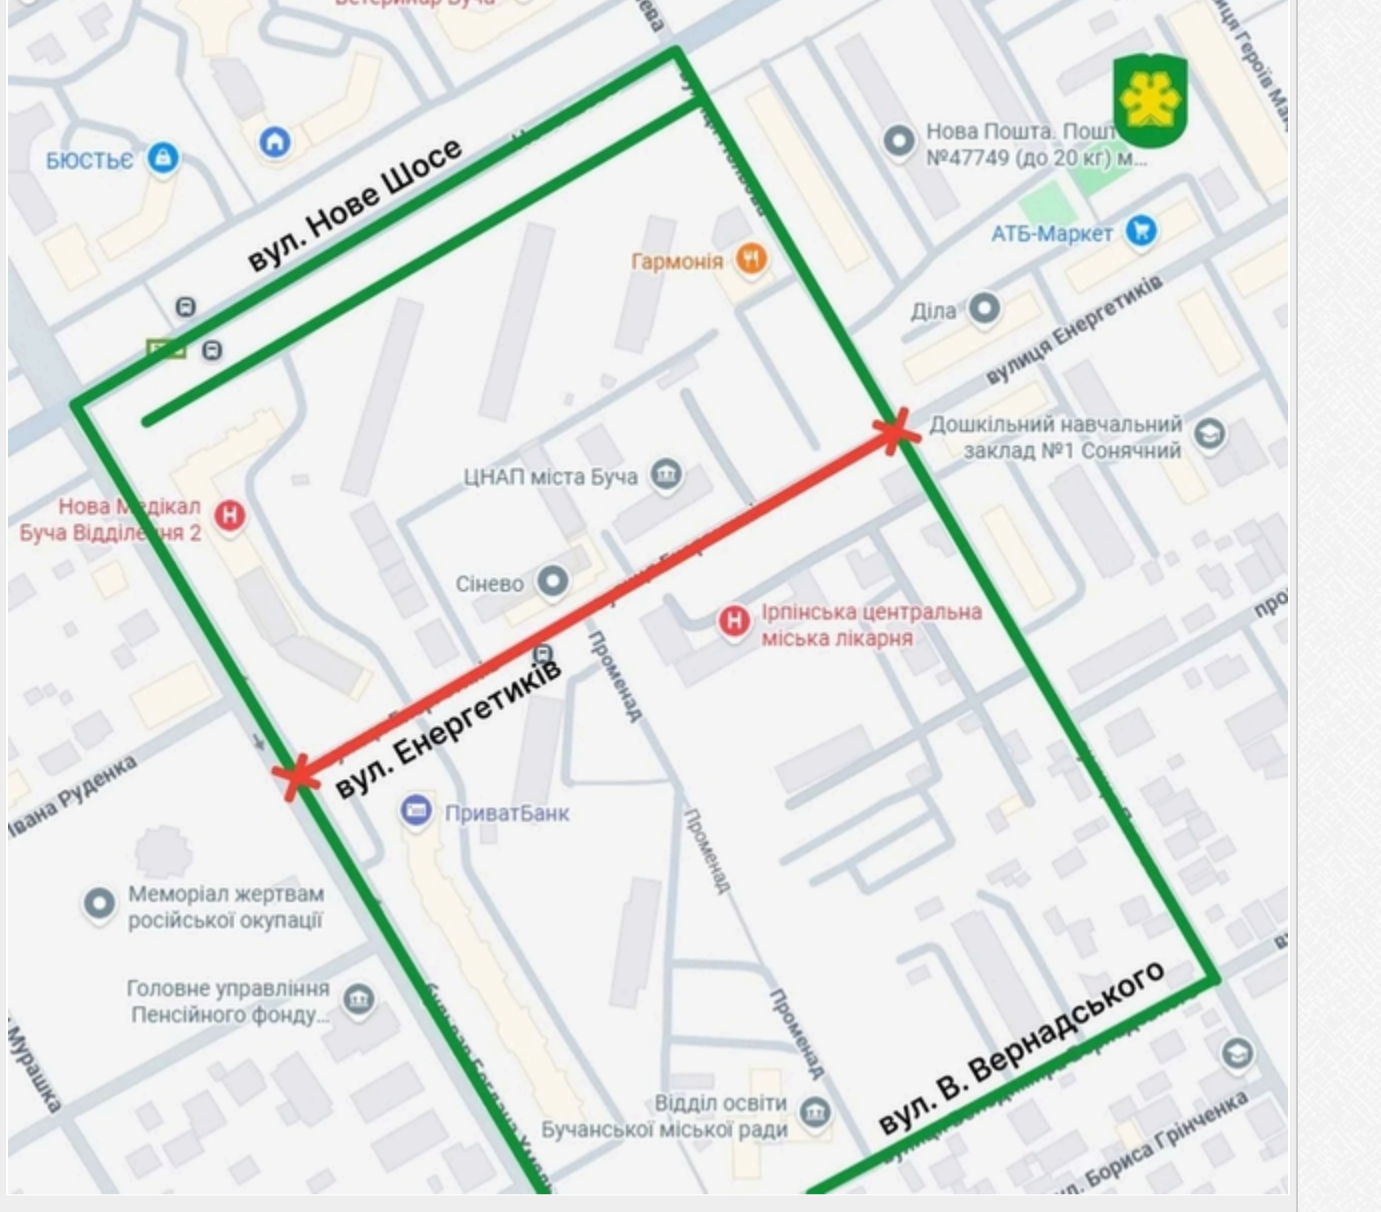 Ветеринар Буча
БЮСТЬЄ
вул. Нове Шосе
Нова Пошта. Пошт
№47749 (до 20 кг) м...
АТБ-Маркет
Гармонія
Діла
вулиця Енергетиків
Дошкільний навчальний
заклад №1 Сонячний
ЦНАП міста Буча
Нова Медікал
Буча Відділення 2
Сінево
Ірпінська центральна
міська лікарня
Променад
вул. Енергетиків
Івана Руденка
ПриватБанк
Променад
Меморіал жертвам
російської окупації
Головне управління
Пенсійного фонду...
Променад
Мурашка
вул. В. Вернадського
Відділ освіти
Бучанської міської ради
ул. Бориса Грінченка